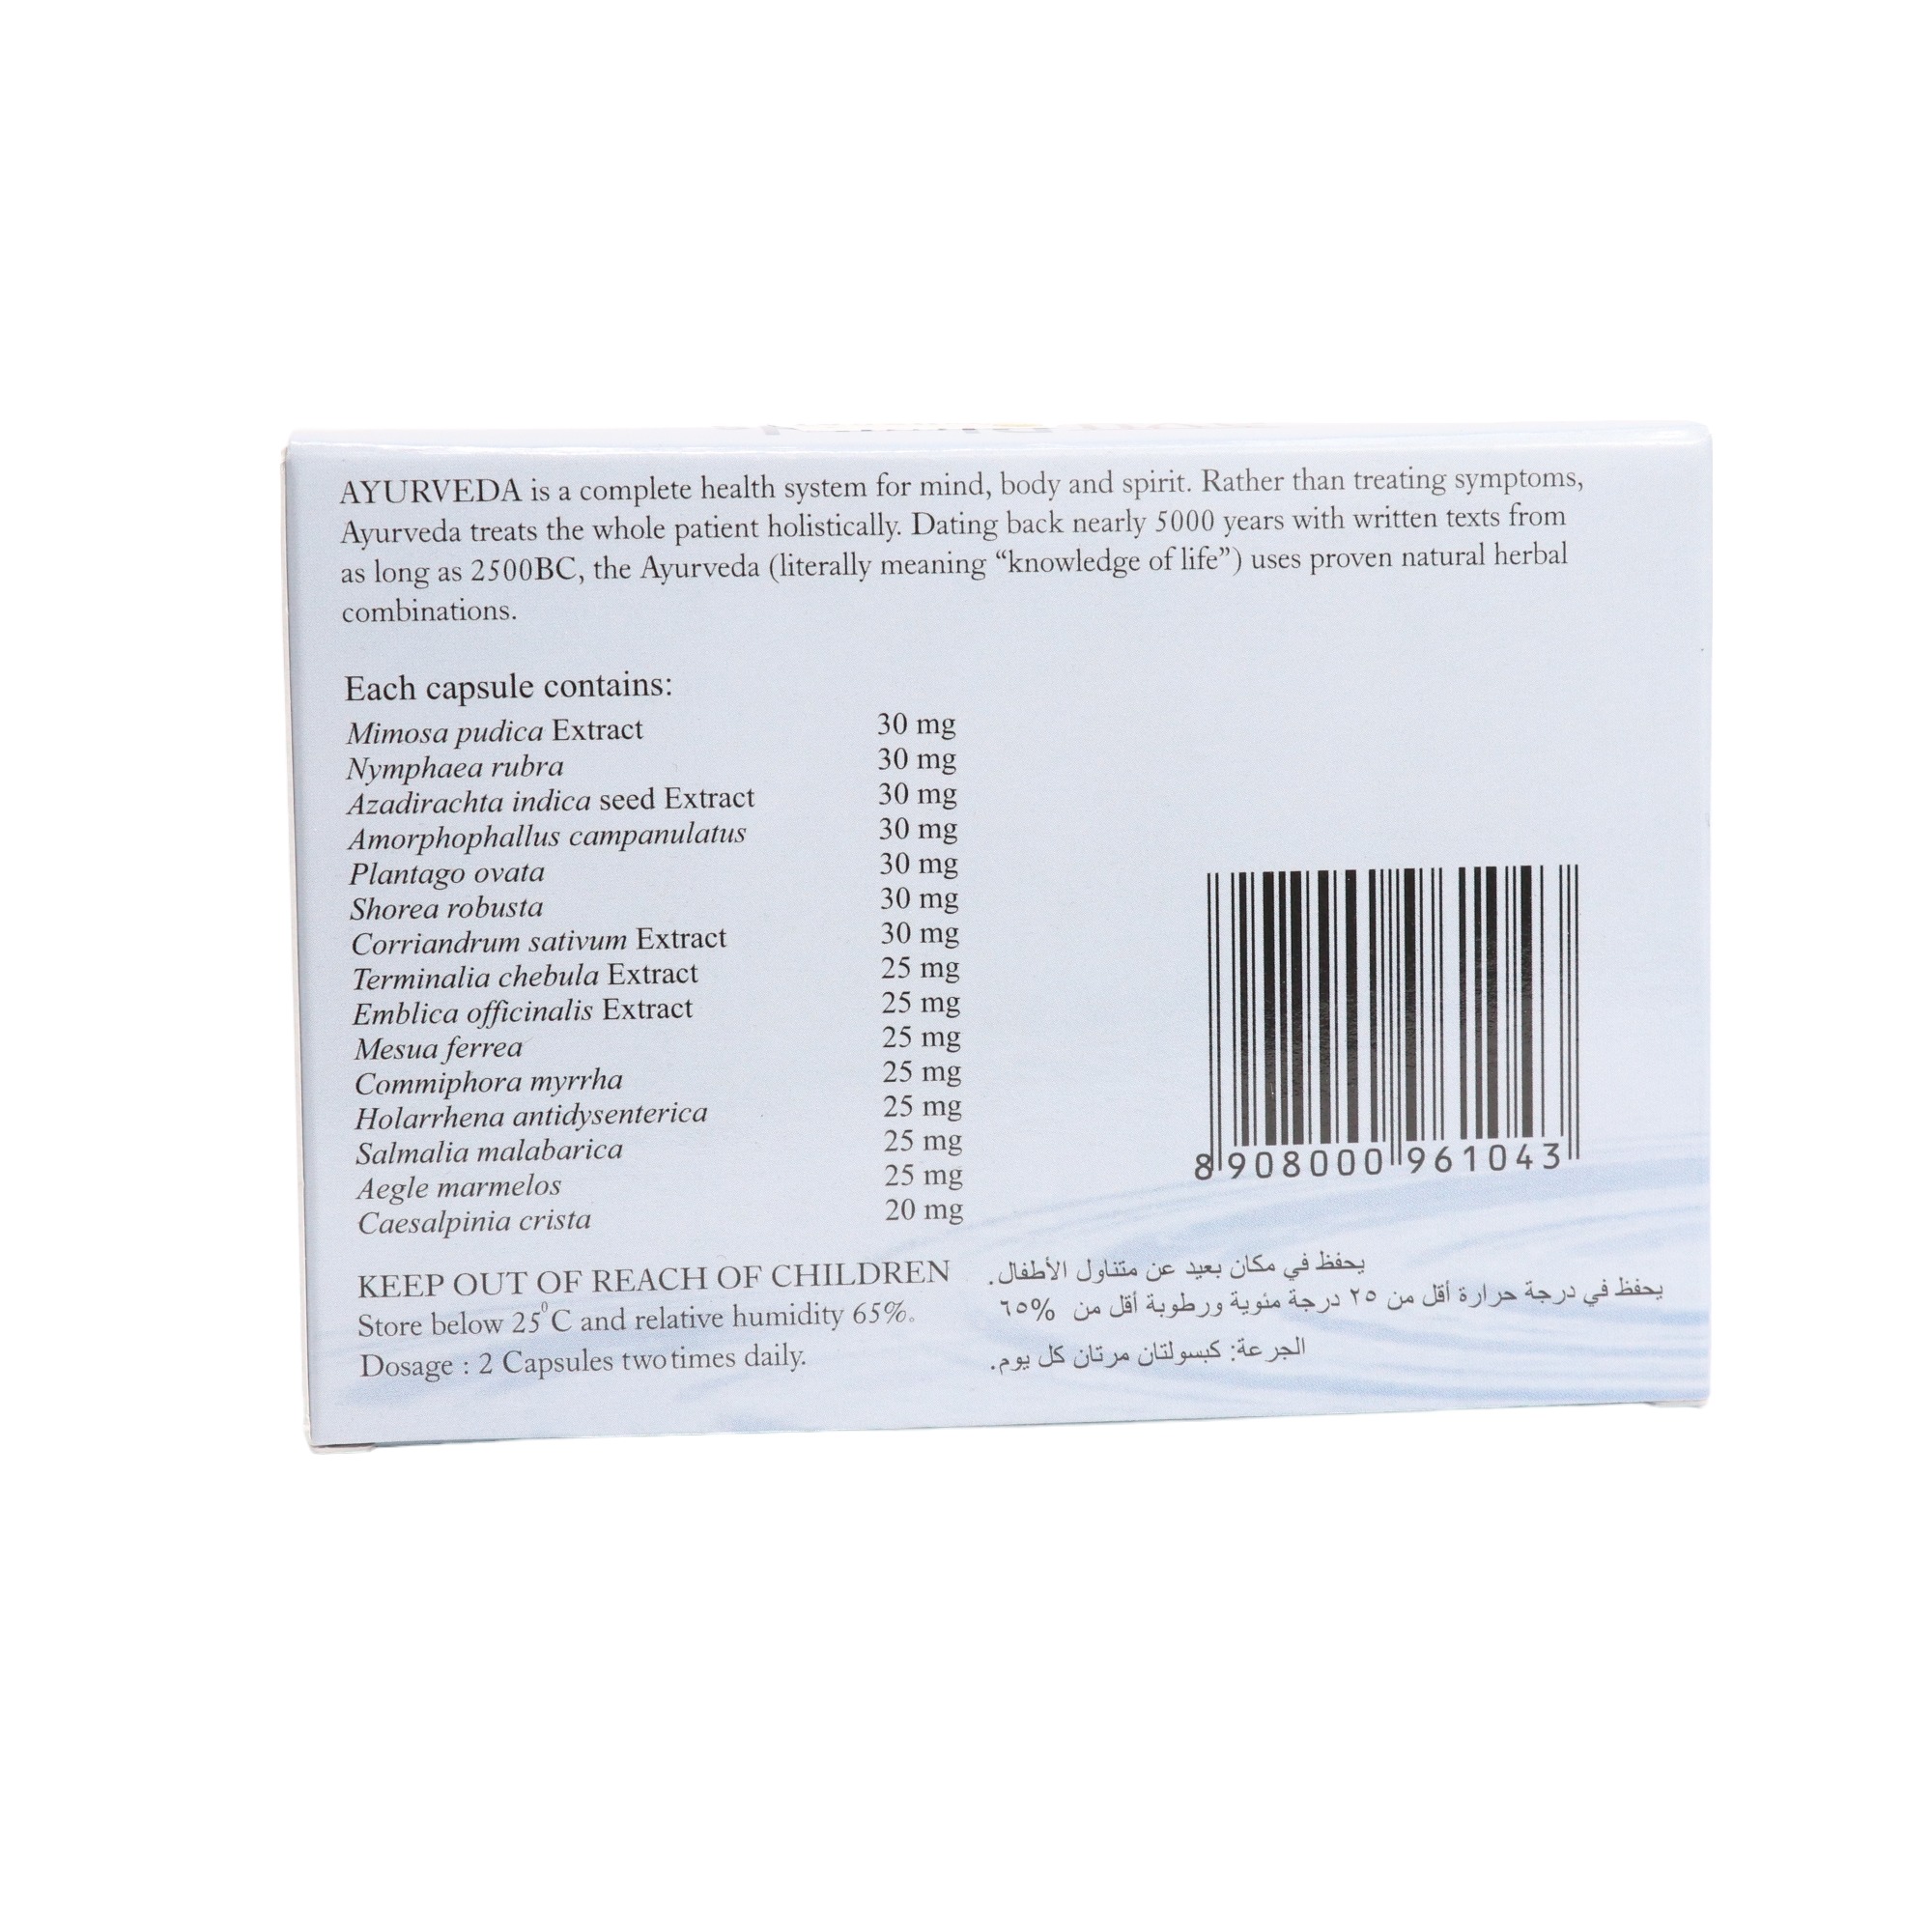 AYURVEDA is a complete health system for mind, body and spirit. Rather than treating symptoms,
Ayurveda treats the whole patient holistically. Dating back nearly 5000 years with written texts from
as long as 2500BC, the Ayurveda (literally meaning “knowledge of life”) uses proven natural herbal
combinations.
Each capsule contains:
Mimosa pudica Extract 30 mg
Nymphaea rubra 30 mg
Azadirachta indica seed Extract 30 mg
Amorphophallus campanulatus 30 mg
Plantago ovata 30 mg
Shorea robusta 30 mg
Corriandrum sativum Extract 30 mg
Terminalia chebula Extract 25 mg
Emblica officinalis Extract 25 mg
Mesua ferrea 25 mg
Commiphora myrrha 25 mg
Holarrhena antidysenterica 25 mg
Salmalia malabarica 25 mg
Aegle marmelos 25 mg
Caesalpinia crista 20 mg
8 908000 961043
KEEP OUT OF REACH OF CHILDREN
Store below 25⁰C and relative humidity 65%.
Dosage : 2 Capsules two times daily.
يحفظ في مكان بعيد عن متناول الأطفال.
يحفظ في درجة حرارة أقل من ٢٥ درجة مئوية ورطوبة أقل من %٦٥
الجرعة: كبسولتان مرتان كل يوم.